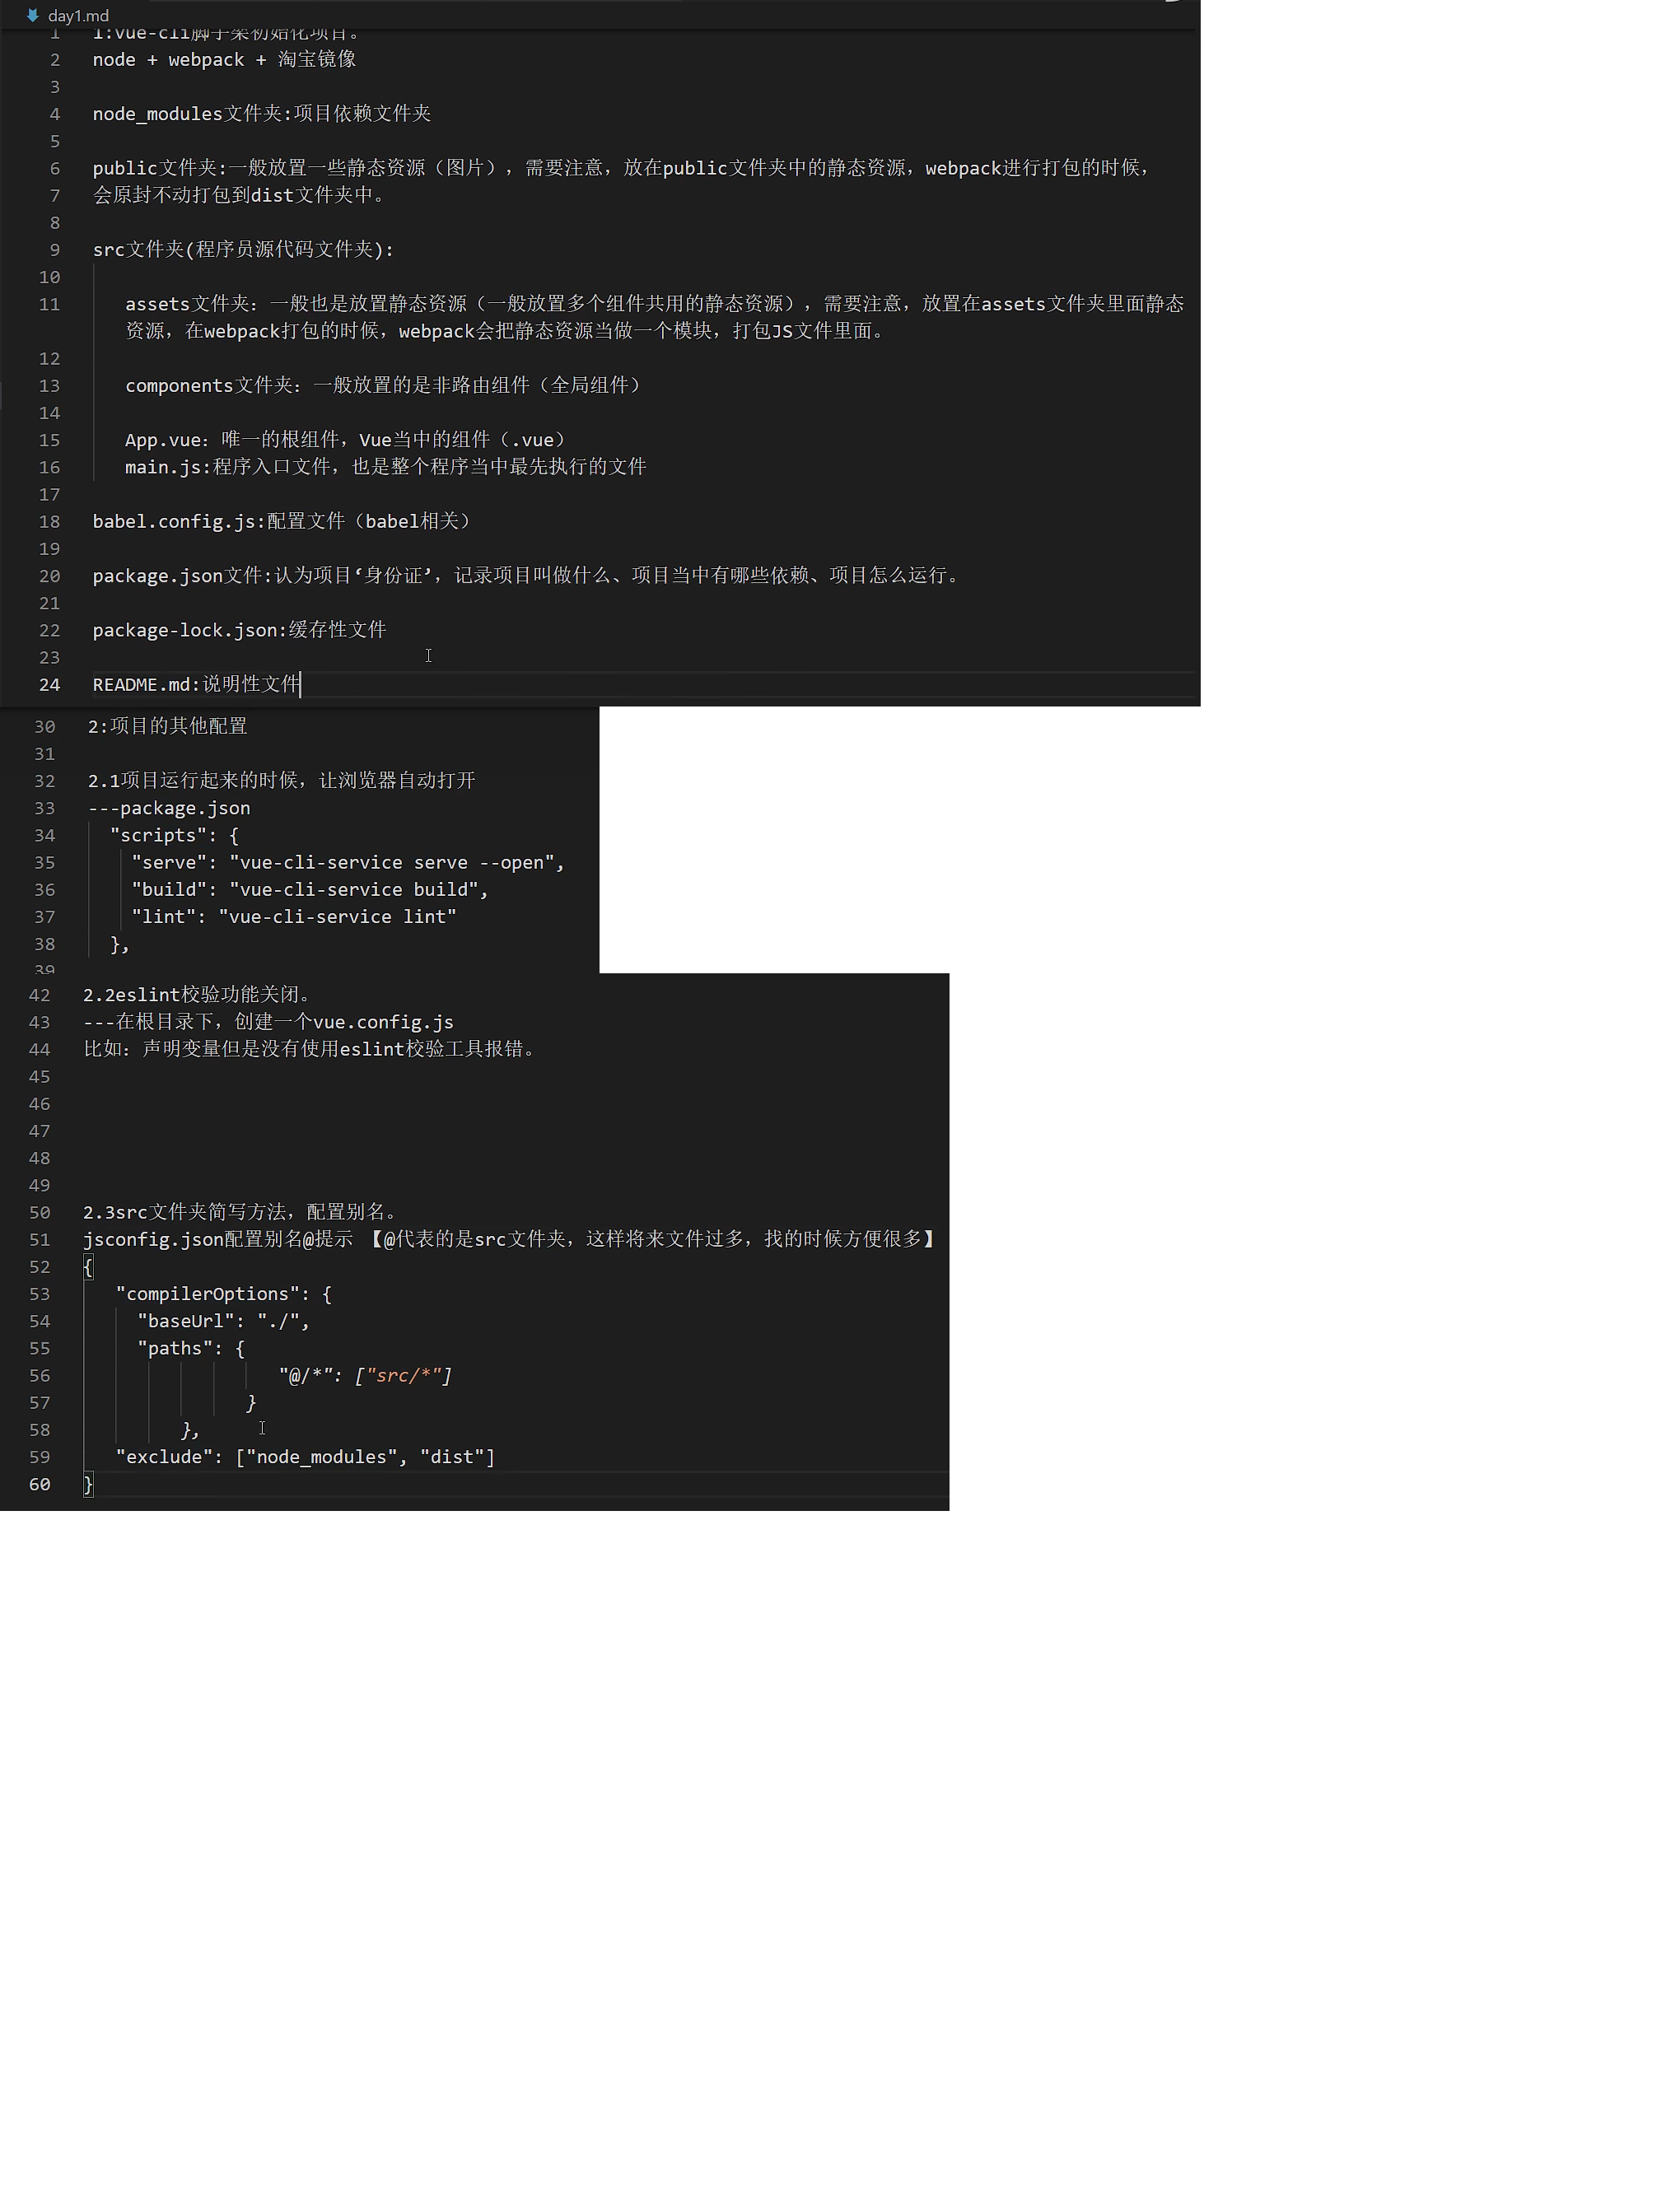 day1.md
1 1:vue-cli脚手架初始化项目。
2 node + webpack + 淘宝镜像
3
4 node_modules文件夹:项目依赖文件夹
5
6 public文件夹:一般放置一些静态资源（图片），需要注意，放在public文件夹中的静态资源，webpack进行打包的时候，
7 会原封不动打包到dist文件夹中。
8
9 src文件夹(程序员源代码文件夹):
10
11 assets文件夹：一般也是放置静态资源（一般放置多个组件共用的静态资源），需要注意，放置在assets文件夹里面静态
资源，在webpack打包的时候，webpack会把静态资源当做一个模块，打包JS文件里面。
12
13 components文件夹：一般放置的是非路由组件（全局组件）
14
15 App.vue：唯一的根组件，Vue当中的组件（.vue）
16 main.js:程序入口文件，也是整个程序当中最先执行的文件
17
18 babel.config.js:配置文件（babel相关）
19
20 package.json文件:认为项目‘身份证’，记录项目叫做什么、项目当中有哪些依赖、项目怎么运行。
21
22 package-lock.json:缓存性文件
23
24 README.md:说明性文件
30 2:项目的其他配置
31
32 2.1项目运行起来的时候，让浏览器自动打开
33 ---package.json
34 "scripts": {
35 "serve": "vue-cli-service serve --open",
36 "build": "vue-cli-service build",
37 "lint": "vue-cli-service lint"
38 },
39
42 2.2eslint校验功能关闭。
43 ---在根目录下，创建一个vue.config.js
44 比如：声明变量但是没有使用eslint校验工具报错。
45
46
47
48
49
50 2.3src文件夹简写方法，配置别名。
51 jsconfig.json配置别名@提示 【@代表的是src文件夹，这样将来文件过多，找的时候方便很多】
52 {
53 "compilerOptions": {
54 "baseUrl": "./",
55 "paths": {
56 "@/*": ["src/*"]
57 }
58 },
59 "exclude": ["node_modules", "dist"]
60 }